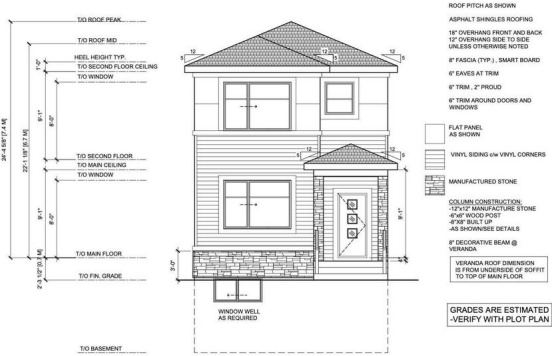 T/O ROOF PEAK
T/O ROOF MID
HEEL HEIGHT TYP.
T/O SECOND FLOOR CEILING
T/O WINDOW
T/O SECOND FLOOR
T/O MAIN CEILING
T/O WINDOW
T/O MAIN FLOOR
T/O FIN. GRADE
T/O BASEMENT
24'-4 5/8" [7.4 M]
22'-1 1/8" [6.7 M]
1'-0"
9'-1"
8'-0"
9'-1"
8'-0"
2'-3 1/2" [0.7 M]
3'-0"
9'-1"
12
5
12
5
12
5
12
5
12
5
WINDOW WELL
AS REQUIRED
ROOF PITCH AS SHOWN
ASPHALT SHINGLES ROOFING
18" OVERHANG FRONT AND BACK
12" OVERHANG SIDE TO SIDE
UNLESS OTHERWISE NOTED
8" FASCIA (TYP.) , SMART BOARD
6" EAVES AT TRIM
6" TRIM , 2" PROUD
6" TRIM AROUND DOORS AND
WINDOWS
FLAT PANEL
AS SHOWN
VINYL SIDING c/w VINYL CORNERS
MANUFACTURED STONE
COLUMN CONSTRUCTION:
-12"x12" MANUFACTURE STONE
-6"x6" WOOD POST
-8"X8" BUILT UP
-AS SHOWN/SEE DETAILS
8" DECORATIVE BEAM @
VERANDA
VERANDA ROOF DIMENSION
IS FROM UNDERSIDE OF SOFFIT
TO TOP OF MAIN FLOOR
GRADES ARE ESTIMATED
-VERIFY WITH PLOT PLAN